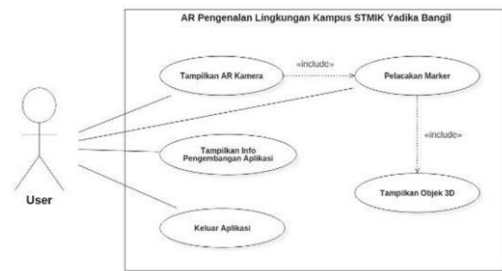 AR Pengenalan Lingkungan Kampus STMIK Yadika Bangil
Tampilkan AR Kamera
«include»
Pelacakan Marker
«include»
Tampilkan Info
Pengembangan Aplikasi
Tampilkan Objek 3D
User
Keluar Aplikasi